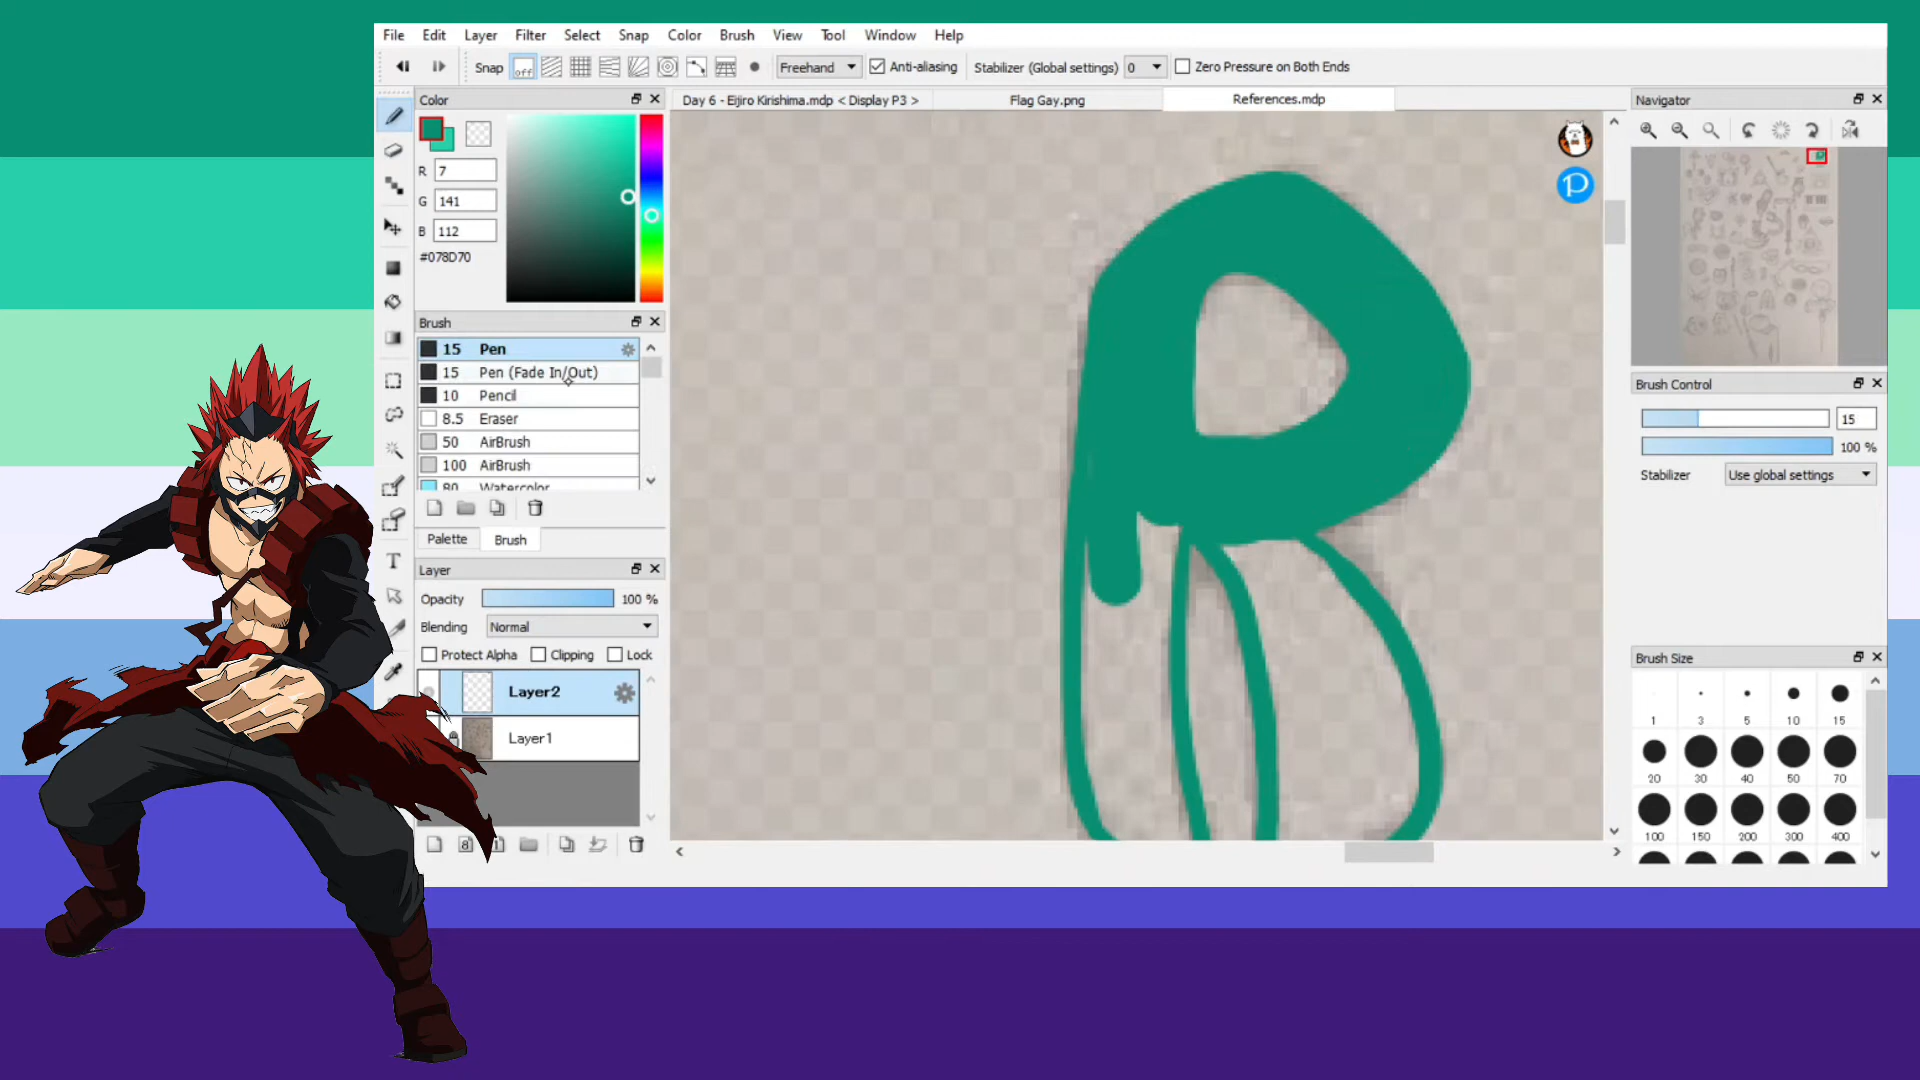 File Edit Layer Filter Select Snap Color Brush View Tool Window Help
Snap off Freehand Anti-aliasing Stabilizer (Global settings) 0 Zero Pressure on Both Ends
Color
Day 6 - Eijiro Kirishima.mdp < Display P3 >
Flag Gay.png
References.mdp
Navigator
R 7
G 141
B 112
#078D70
Brush
15 Pen
15 Pen (Fade In/Out)
10 Pencil
8.5 Eraser
50 AirBrush
100 AirBrush
80 Watercolor
Palette Brush
Layer
Opacity 100 %
Blending Normal
Protect Alpha Clipping Lock
Layer2
Layer1
8 1
T
P
Brush Control
15
100 %
Stabilizer Use global settings
Brush Size
1 3 5 10 15
20 30 40 50 70
100 150 200 300 400